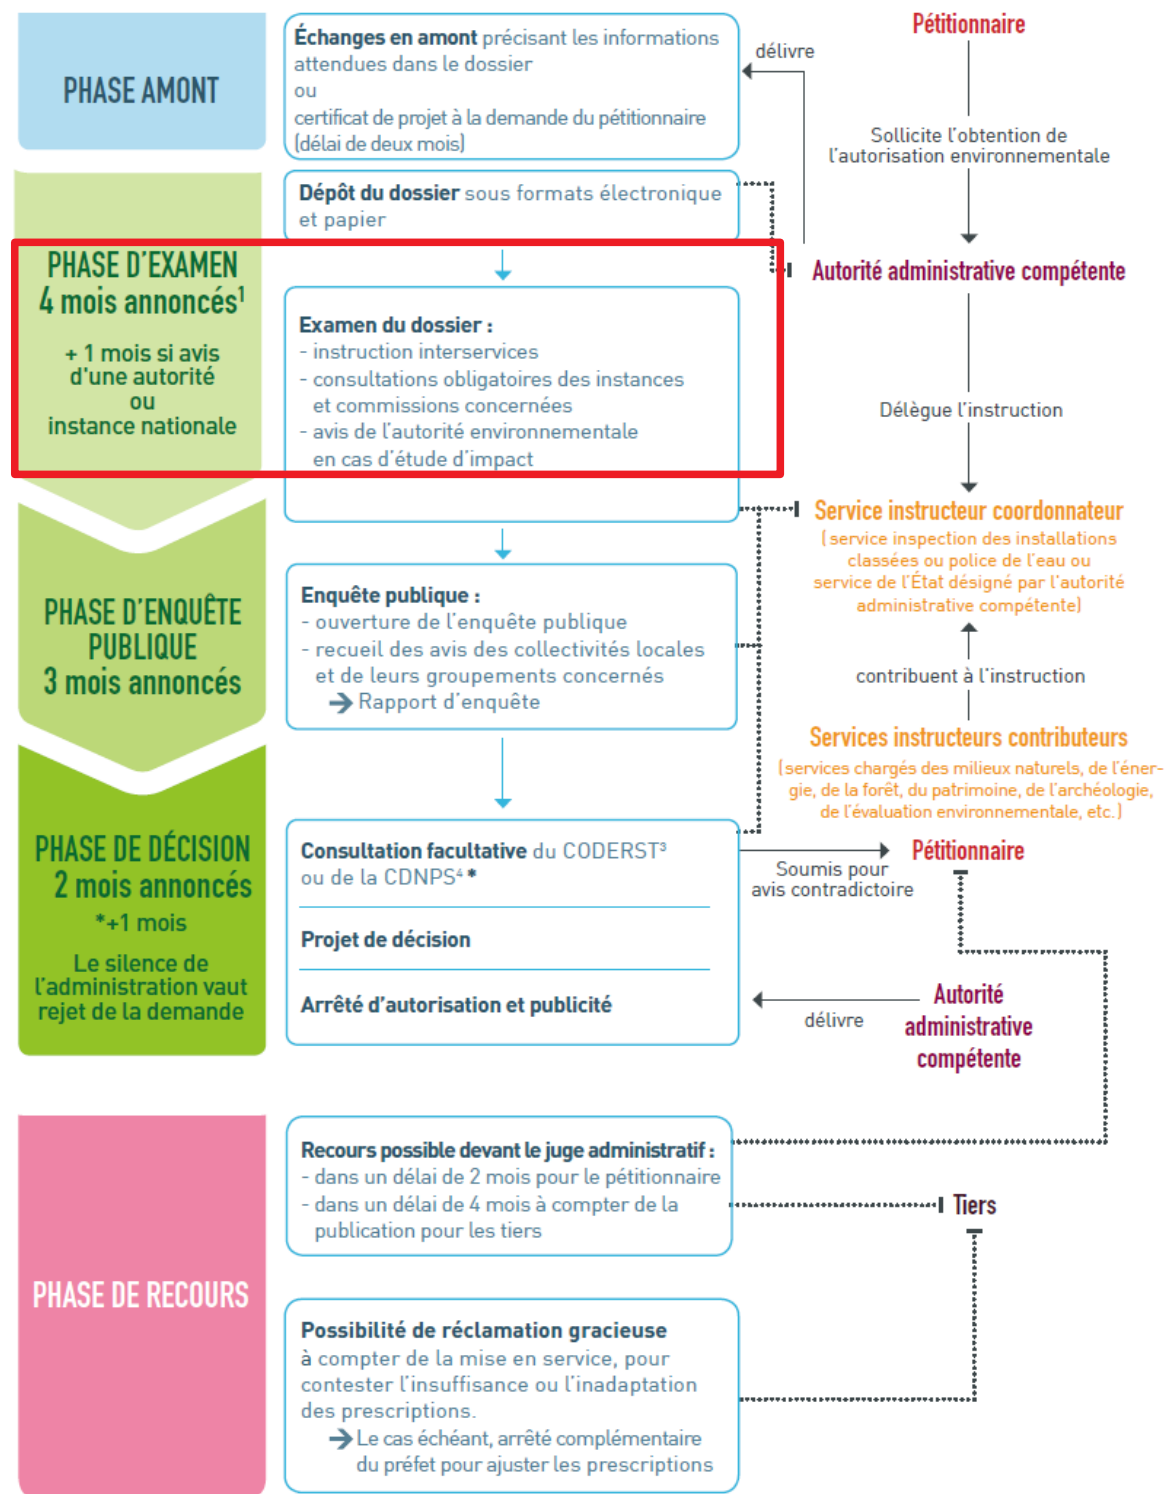 PHASE AMONT
Échanges en amont précisant les informations
attendues dans le dossier
ou
certificat de projet à la demande du pétitionnaire
(délai de deux mois)
délivre
Pétitionnaire
Sollicite l'obtention de
l'autorisation environnementale
Autorité administrative compétente
Dépôt du dossier sous formats électronique
et papier
PHASE D'EXAMEN
4 mois annoncés¹
+ 1 mois si avis
d'une autorité
ou
instance nationale
Examen du dossier :
- instruction interservices
- consultations obligatoires des instances
et commissions concernées
- avis de l'autorité environnementale
en cas d'étude d'impact
Délègue l'instruction
Service instructeur coordonnateur
(service inspection des installations
classées ou police de l'eau ou
service de l'État désigné par l'autorité
administrative compétente)
PHASE D'ENQUÊTE
PUBLIQUE
3 mois annoncés
Enquête publique :
- ouverture de l'enquête publique
- recueil des avis des collectivités locales
et de leurs groupements concernés
➔ Rapport d'enquête
contribuent à l'instruction
Services instructeurs contributeurs
(services chargés des milieux naturels, de l'éner-
gie, de la forêt, du patrimoine, de l'archéologie,
de l'évaluation environnementale, etc.)
PHASE DE DÉCISION
2 mois annoncés
*+1 mois
Le silence de
l'administration vaut
rejet de la demande
Consultation facultative du CODERST³
ou de la CDNPS⁴ *
Projet de décision
Arrêté d'autorisation et publicité
Soumis pour
avis contradictoire
Pétitionnaire
délivre
Autorité
administrative
compétente
PHASE DE RECOURS
Recours possible devant le juge administratif :
- dans un délai de 2 mois pour le pétitionnaire
- dans un délai de 4 mois à compter de la
publication pour les tiers
Tiers
Possibilité de réclamation gracieuse
à compter de la mise en service, pour
contester l'insuffisance ou l'inadaptation
des prescriptions.
➔ Le cas échéant, arrêté complémentaire
du préfet pour ajuster les prescriptions